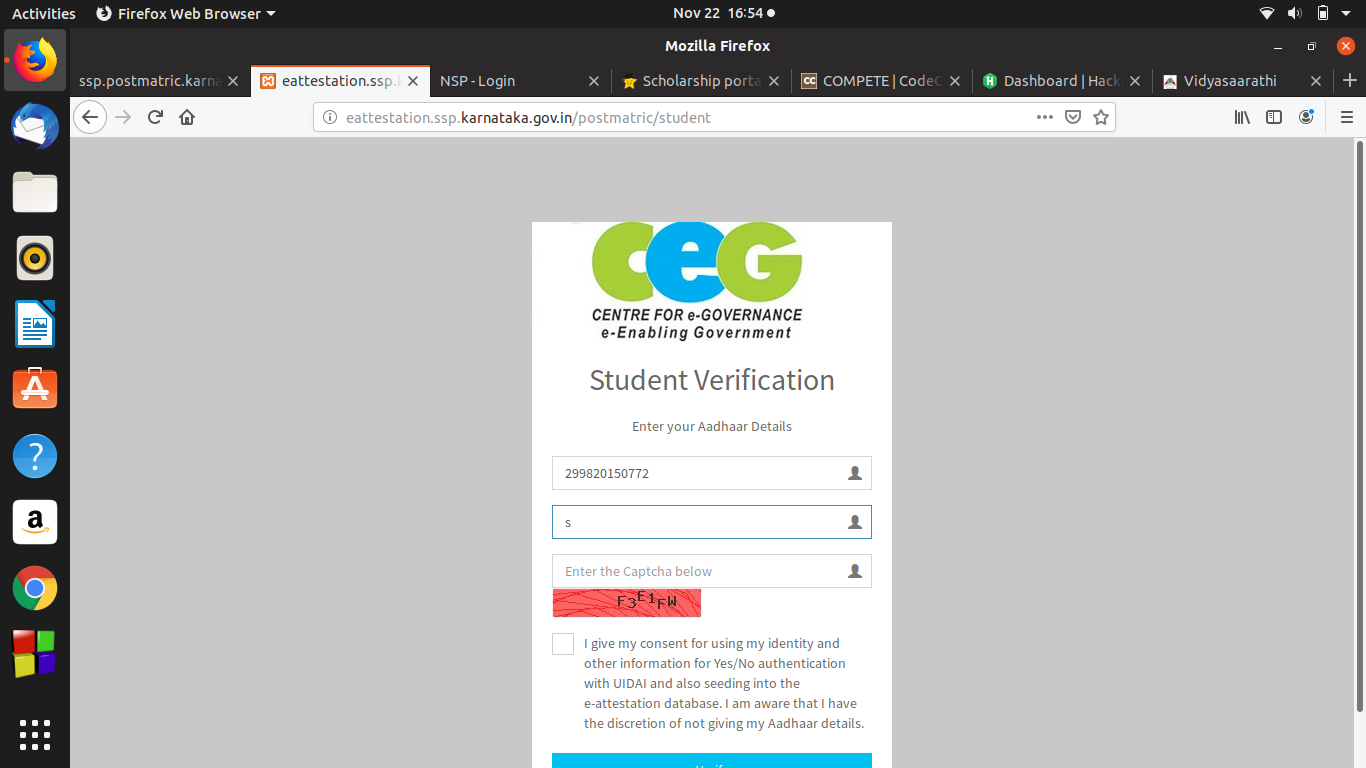 Activities Firefox Web Browser Nov 22 16:54
Mozilla Firefox
ssp.postmatric.karna eattestation.ssp.k NSP - Login Scholarship porta COMPETE | CodeC Dashboard | Hack Vidyasaarathi
eattestation.ssp.karnataka.gov.in/postmatric/student
ceG
CENTRE FOR e-GOVERNANCE
e-Enabling Government
Student Verification
Enter your Aadhaar Details
299820150772
s
Enter the Captcha below
F3E1FW
I give my consent for using my identity and
other information for Yes/No authentication
with UIDAI and also seeding into the
e-attestation database. I am aware that I have
the discretion of not giving my Aadhaar details.